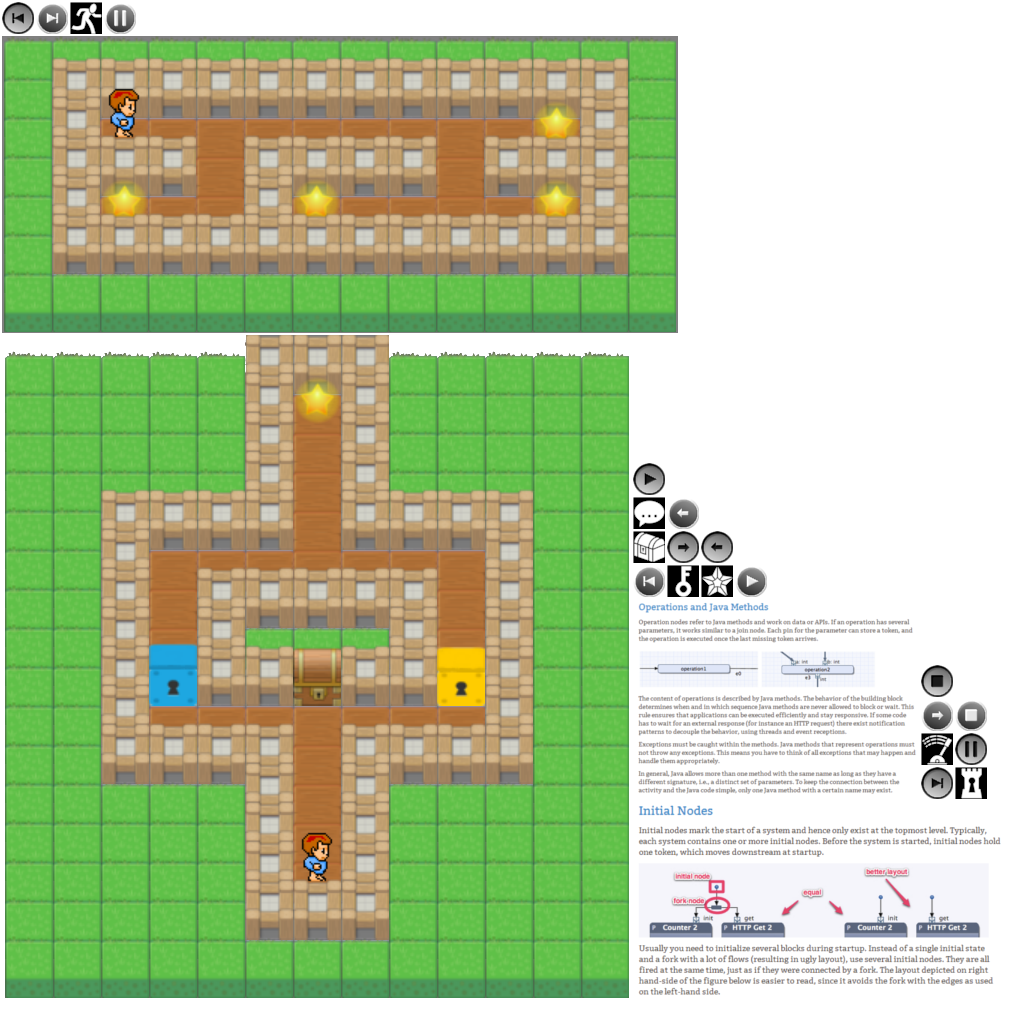 Operations and Java Methods
Operation nodes refer to Java methods and work on data or APIs. If an operation has several
parameters, it works similar to a join node. Each pin for the parameter can store a token, and
the operation is executed once the last missing token arrives.
operation1
e0
a: int
b: int
operation2
e3
int
The content of operations is described by Java methods. The behavior of the building block
determines when and in which sequence Java methods are never allowed to block or wait. This
rule ensures that applications can be executed efficiently and stay responsive. If some code
has to wait for an external response (for instance an HTTP request) there exist notification
patterns to decouple the behavior, using threads and event receptions.
Exceptions must be caught within the methods. Java methods that represent operations must
not throw any exceptions. This means you have to think of all exceptions that may happen and
handle them appropriately.
In general, Java allows more than one method with the same name as long as they have a
different signature, i.e., a distinct set of parameters. To keep the connection between the
activity and the Java code simple, only one Java method with a certain name may exist.
Initial Nodes
Initial nodes mark the start of a system and hence only exist at the topmost level. Typically,
each system contains one or more initial nodes. Before the system is started, initial nodes hold
one token, which moves downstream at startup.
initial node
better layout
equal
fork node
init
get
init
get
P Counter 2
P HTTP Get 2
P Counter 2
P HTTP Get 2
Usually you need to initialize several blocks during startup. Instead of a single initial state
and a fork with a lot of flows (resulting in ugly layout), use several initial nodes. They are all
fired at the same time, just as if they were connected by a fork. The layout depicted on right
hand-side of the figure below is easier to read, since it avoids the fork with the edges as used
on the left-hand side.